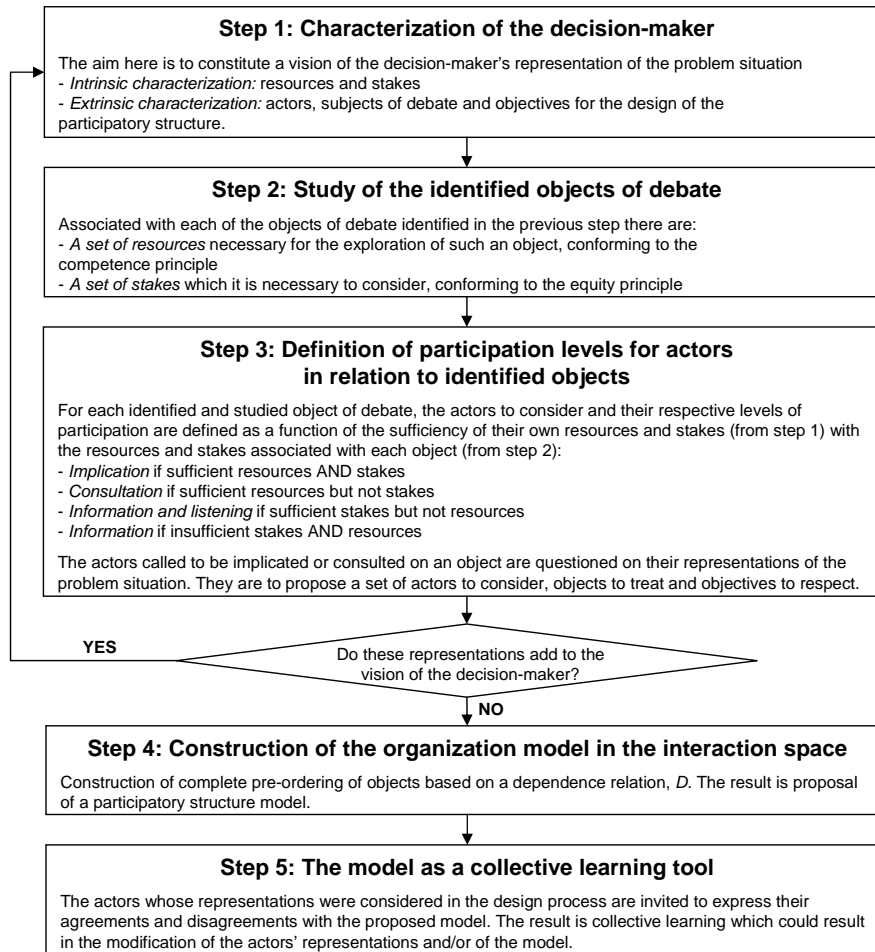 Step 1: Characterization of the decision-maker
The aim here is to constitute a vision of the decision-maker's representation of the problem situation
- Intrinsic characterization: resources and stakes
- Extrinsic characterization: actors, subjects of debate and objectives for the design of the
participatory structure.
Step 2: Study of the identified objects of debate
Associated with each of the objects of debate identified in the previous step there are:
- A set of resources necessary for the exploration of such an object, conforming to the
competence principle
- A set of stakes which it is necessary to consider, conforming to the equity principle
Step 3: Definition of participation levels for actors
in relation to identified objects
For each identified and studied object of debate, the actors to consider and their respective levels of
participation are defined as a function of the sufficiency of their own resources and stakes (from step 1) with
the resources and stakes associated with each object (from step 2):
- Implication if sufficient resources AND stakes
- Consultation if sufficient resources but not stakes
- Information and listening if sufficient stakes but not resources
- Information if insufficient stakes AND resources
The actors called to be implicated or consulted on an object are questioned on their representations of the
problem situation. They are to propose a set of actors to consider, objects to treat and objectives to respect.
YES
Do these representations add to the
vision of the decision-maker?
NO
Step 4: Construction of the organization model in the interaction space
Construction of complete pre-ordering of objects based on a dependence relation, D. The result is proposal
of a participatory structure model.
Step 5: The model as a collective learning tool
The actors whose representations were considered in the design process are invited to express their
agreements and disagreements with the proposed model. The result is collective learning which could result
in the modification of the actors' representations and/or of the model.